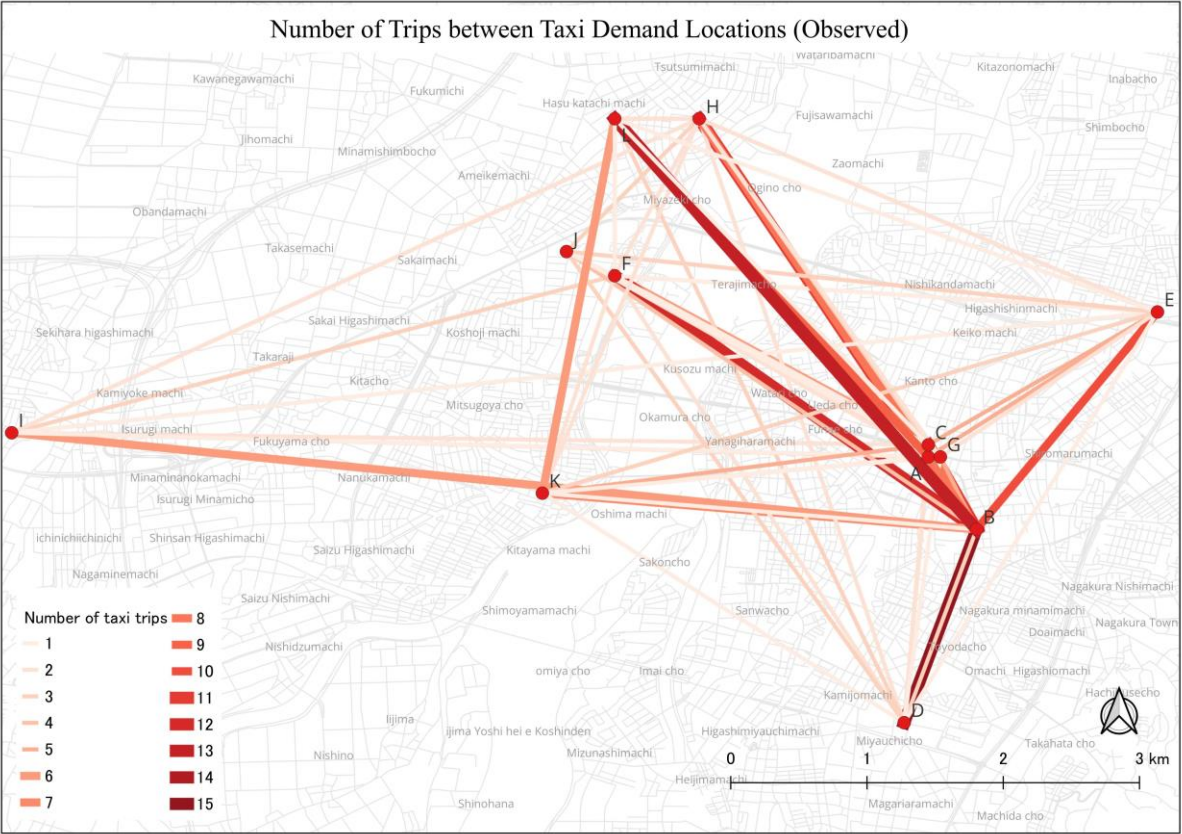 Number of Trips between Taxi Demand Locations (Observed)
Wataribamachi
Tsutsumimachi
Kitazonomachi
Kawanegawamachi
Inabacho
Fukumichi
Hasu katachi machi
H
Fujisawamachi
Shimbocho
L
Jihomachi
Minamishimbocho
Zaomachi
Ameikemachi
Ogino cho
Miyazeki cho
Obandamachi
J
Takasemachi
Sakaimachi
F
Terajimacho
Nishikandamachi
E
Higashishinmachi
Sekihara higashimachi
Sakai Higashimachi
Koshoji machi
Keiko machi
Takaraji
Kusozu machi
Kitacho
Kanto cho
Kamiyoke machi
Watari cho
Mitsugoya cho
Ueda cho
I
Okamura cho
Isurugi machi
C
Fukuyama cho
Yanagiharamachi
G
A
Minaminanokamachi
Nanukamachi
K
Isurugi Minamicho
Oshima machi
B
ichinichiichinichi
Shinsan Higashimachi
Saizu Higashimachi
Kitayama machi
Sakoncho
Nagaminemachi
Nagakura Nishimachi
Saizu Nishimachi
Shimoyamamachi
Sanwacho
Nagakura minamimachi
Number of taxi trips
Nagakura Town
Doaimachi
Nishidzumachi
omiya cho
Imai cho
Omachi
Higashiomachi
Kamijomachi
D
Iijima
Iijima Yoshi hei e Koshinden
Higashimiyauchimachi
Miyauchicho
Takahata cho
Nishino
Mizunashimachi
Heijimamachi
Shinohana
Magariaramachi
Machida cho
1
2
3
4
5
6
7
8
9
10
11
12
13
14
15
0 1 2 3 km